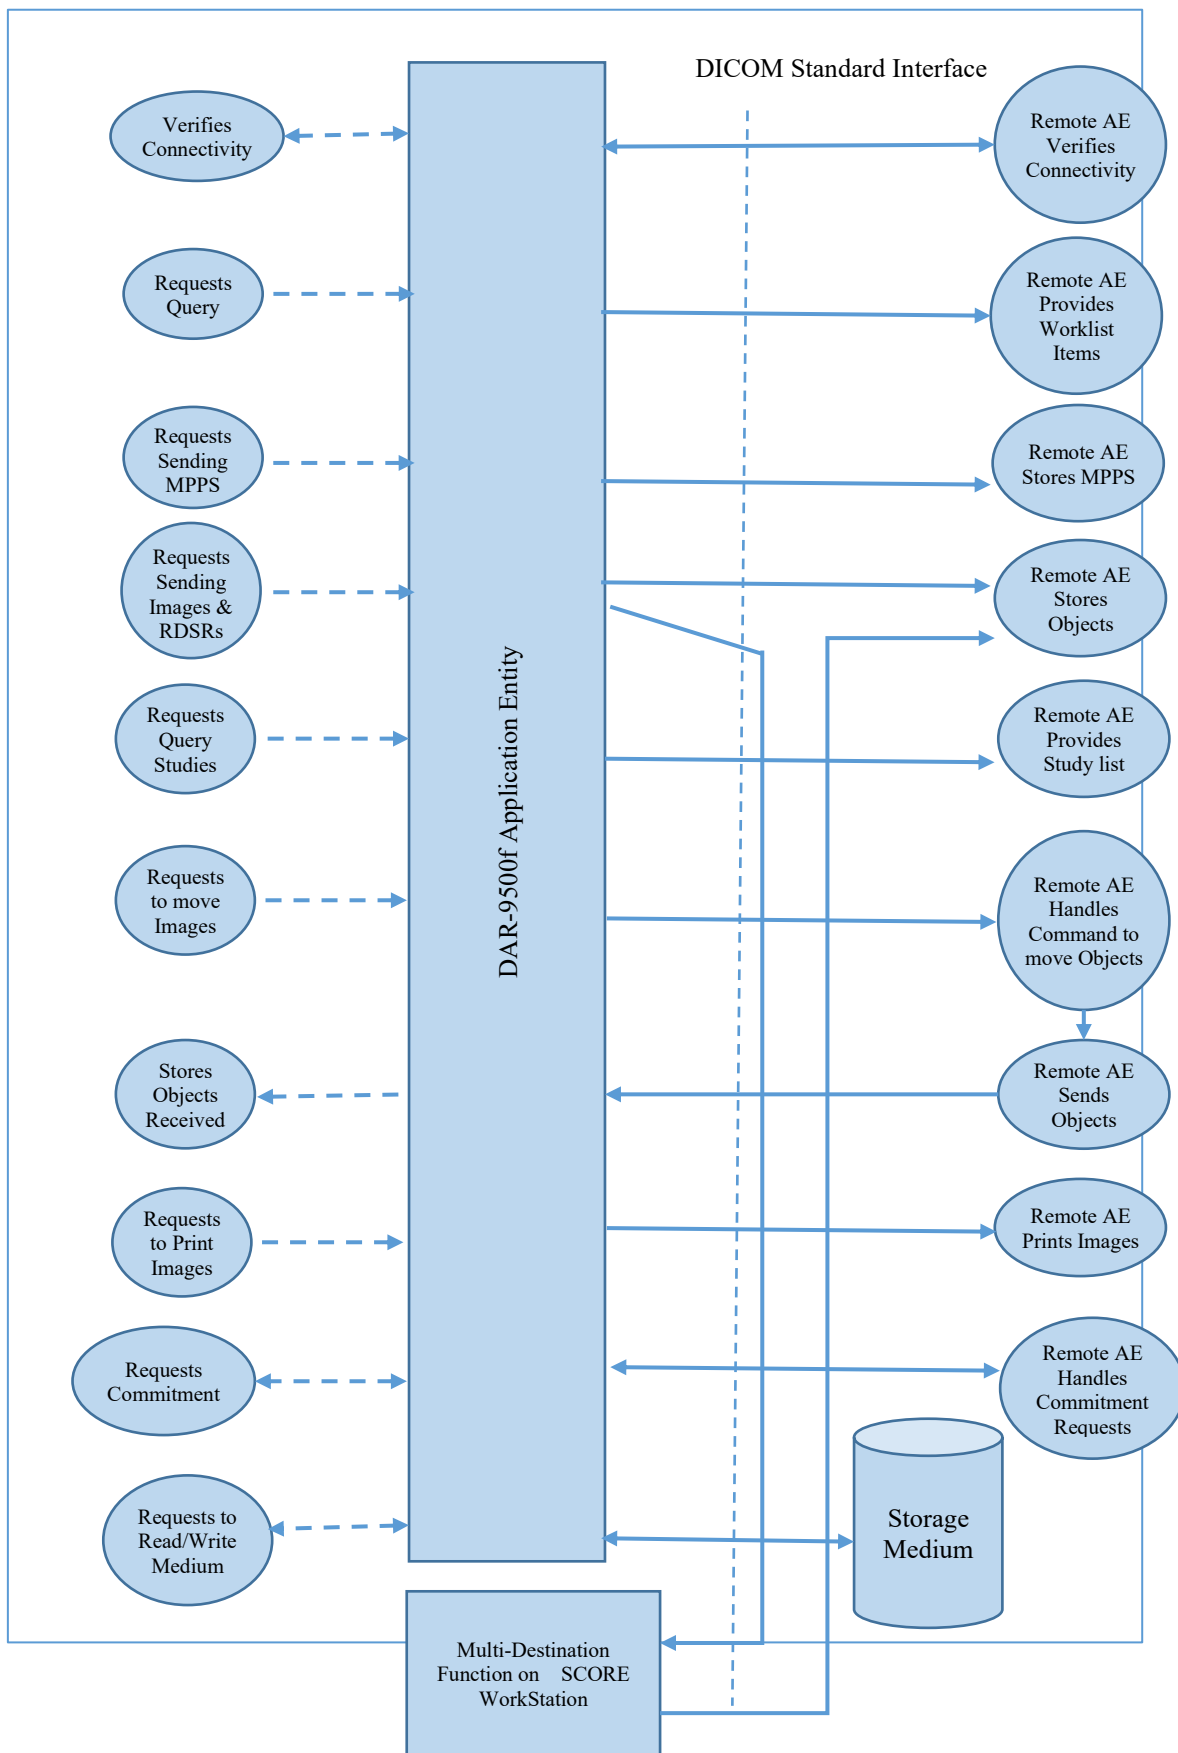 DICOM Standard Interface
Verifies
Connectivity
Requests
Query
Requests
Sending
MPPS
Requests
Sending
Images &
RDSRs
Requests
Query
Studies
Requests
to move
Images
Stores
Objects
Received
Requests
to Print
Images
Requests
Commitment
Requests to
Read/Write
Medium
DAR-9500f Application Entity
Remote AE
Verifies
Connectivity
Remote AE
Provides
Worklist
Items
Remote AE
Stores MPPS
Remote AE
Stores
Objects
Remote AE
Provides
Study list
Remote AE
Handles
Command to
move Objects
Remote AE
Sends
Objects
Remote AE
Prints Images
Remote AE
Handles
Commitment
Requests
Storage
Medium
Multi-Destination
Function on SCORE
WorkStation